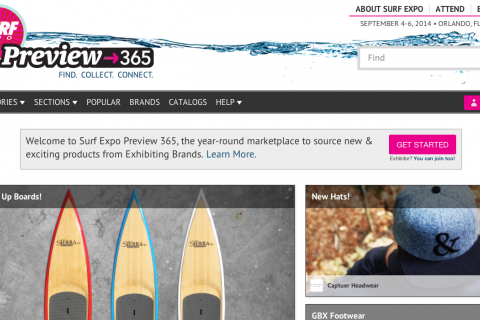 ABOUT SURF EXPO | ATTEND |
SEPTEMBER 4-6, 2014 • ORLANDO, FL
RF
Preview→365
FIND. COLLECT. CONNECT.
Find
ORIES ▾ SECTIONS ▾ POPULAR BRANDS CATALOGS HELP ▾
Welcome to Surf Expo Preview 365, the year-round marketplace to source new &
exciting products from Exhibiting Brands. Learn More.
GET STARTED
Exhibitor? You can join too!
Up Boards!
New Hats!
SIERRA
SIERRA
SIERRA
&
Captuer Headwear
GBX Footwear